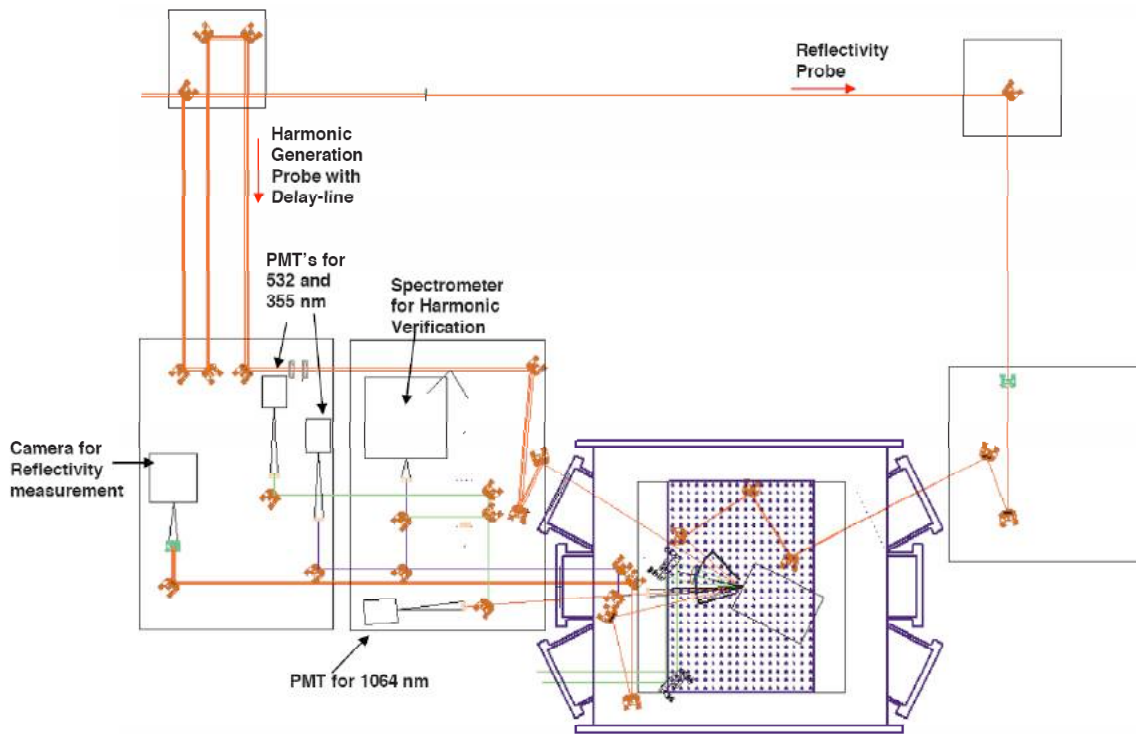 Reflectivity
Probe
Harmonic
Generation
Probe with
Delay-line
PMT's for
532 and
355 nm
Spectrometer
for Harmonic
Verification
Camera for
Reflectivity
measurement
PMT for 1064 nm